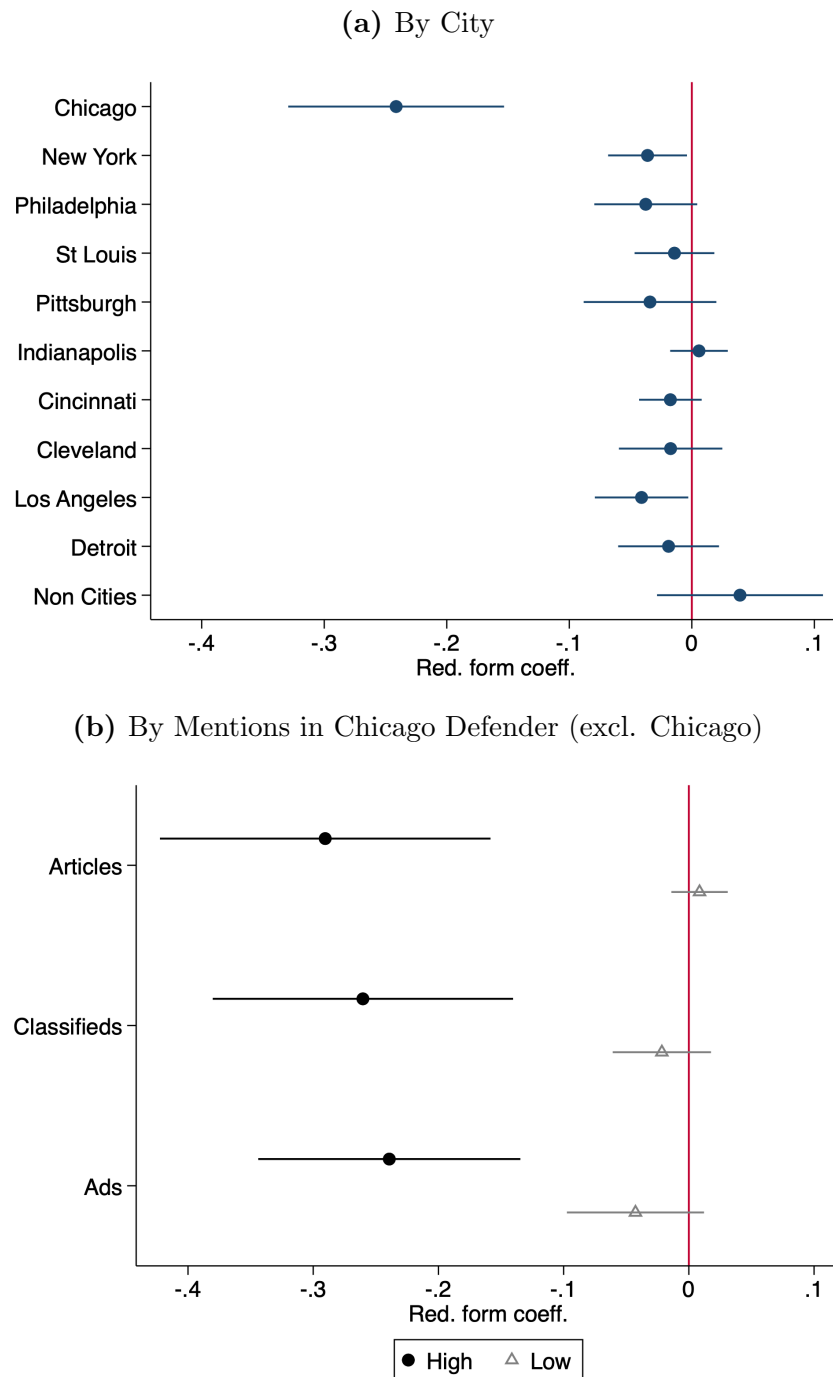 (a) By City
Chicago
New York
Philadelphia
St Louis
Pittsburgh
Indianapolis
Cincinnati
Cleveland
Los Angeles
Detroit
Non Cities
-.4 -.3 -.2 -.1 0 .1
Red. form coeff.
(b) By Mentions in Chicago Defender (excl. Chicago)
Articles
Classifieds
Ads
-.4 -.3 -.2 -.1 0 .1
Red. form coeff.
High Low